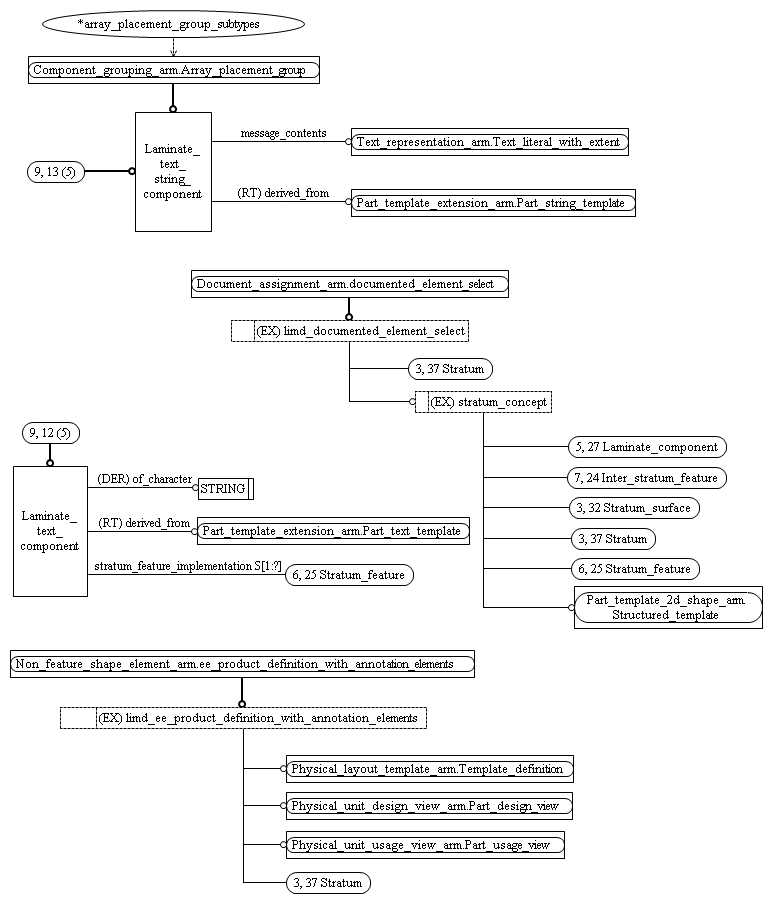 *array_placement_group_subtypes
Component_grouping_arm.Array_placement_group
Laminate_
text_
string_
component
message_contents
Text_representation_arm.Text_literal_with_extent
9, 13 (5)
(RT) derived_from
Part_template_extension_arm.Part_string_template
Document_assignment_arm.documented_element_select
(EX) limd_documented_element_select
3, 37 Stratum
(EX) stratum_concept
5, 27 Laminate_component
7, 24 Inter_stratum_feature
3, 32 Stratum_surface
3, 37 Stratum
6, 25 Stratum_feature
Part_template_2d_shape_arm.
Structured_template
9, 12 (5)
Laminate_
text_
component
(DER) of_character
STRING
(RT) derived_from
Part_template_extension_arm.Part_text_template
stratum_feature_implementation S[1:?]
6, 25 Stratum_feature
Non_feature_shape_element_arm.ee_product_definition_with_annotation_elements
(EX) limd_ee_product_definition_with_annotation_elements
Physical_layout_template_arm.Template_definition
Physical_unit_design_view_arm.Part_design_view
Physical_unit_usage_view_arm.Part_usage_view
3, 37 Stratum